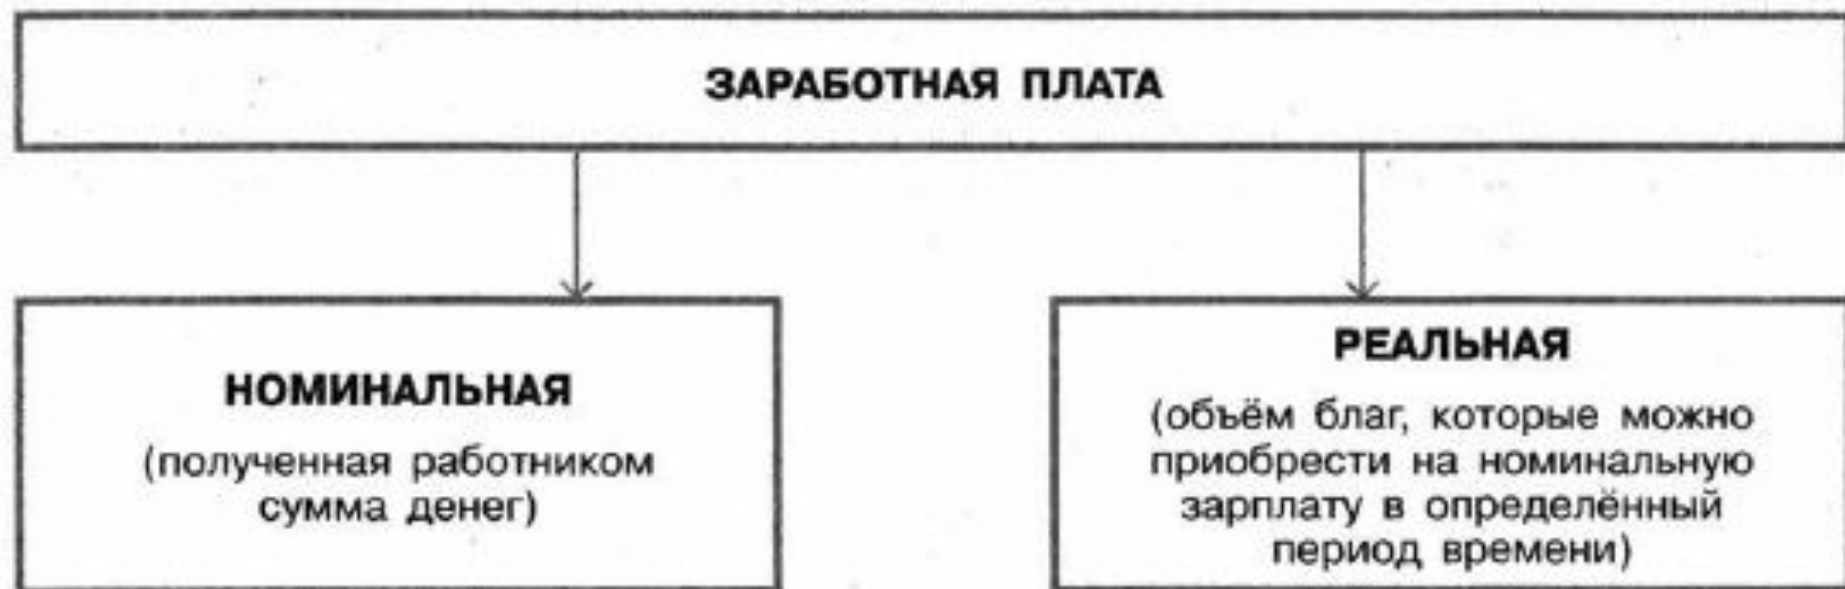 ЗАРАБОТНАЯ ПЛАТА
НОМИНАЛЬНАЯ
(полученная работником
сумма денег)
РЕАЛЬНАЯ
(объём благ, которые можно
приобрести на номинальную
зарплату в определённый
период времени)